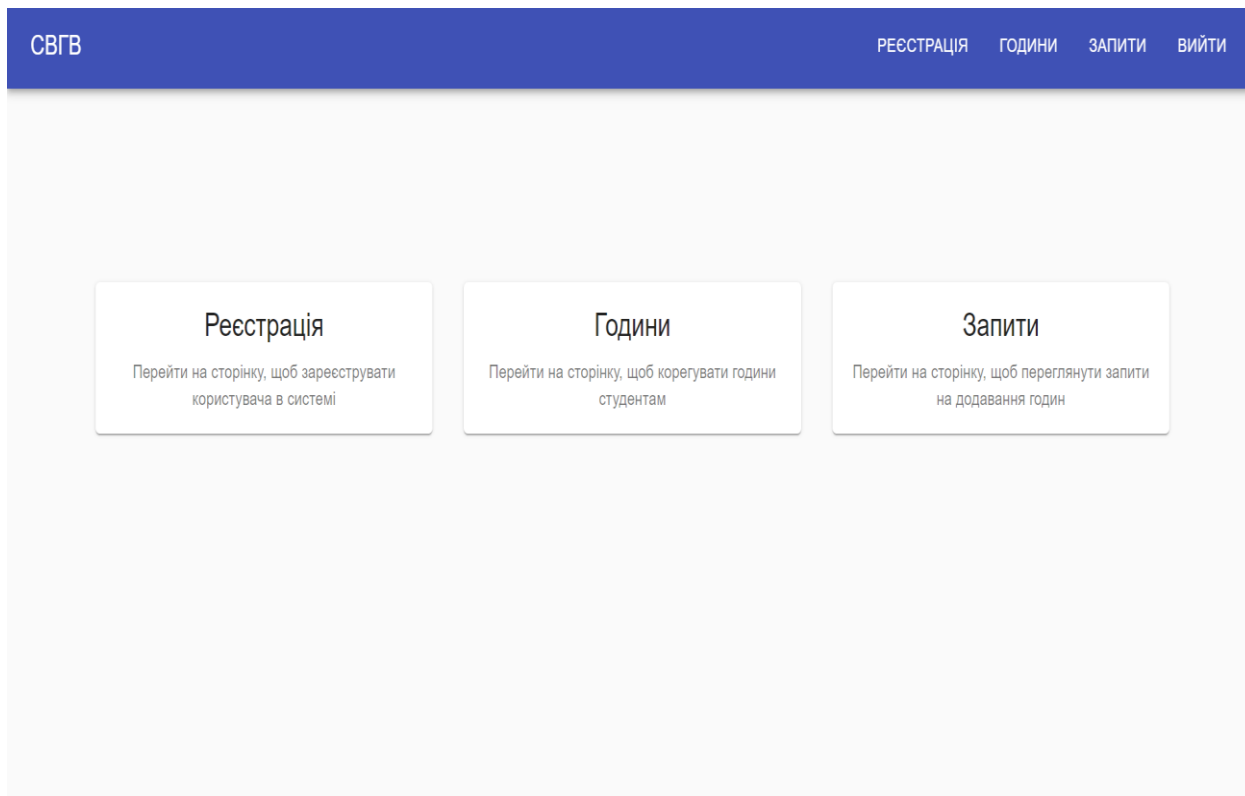 СВГВ
РЕЄСТРАЦІЯ ГОДИНИ ЗАПИТИ ВИЙТИ
Реєстрація
Перейти на сторінку, щоб зареєструвати
користувача в системі
Години
Перейти на сторінку, щоб корегувати години
студентам
Запити
Перейти на сторінку, щоб переглянути запити
на додавання годин